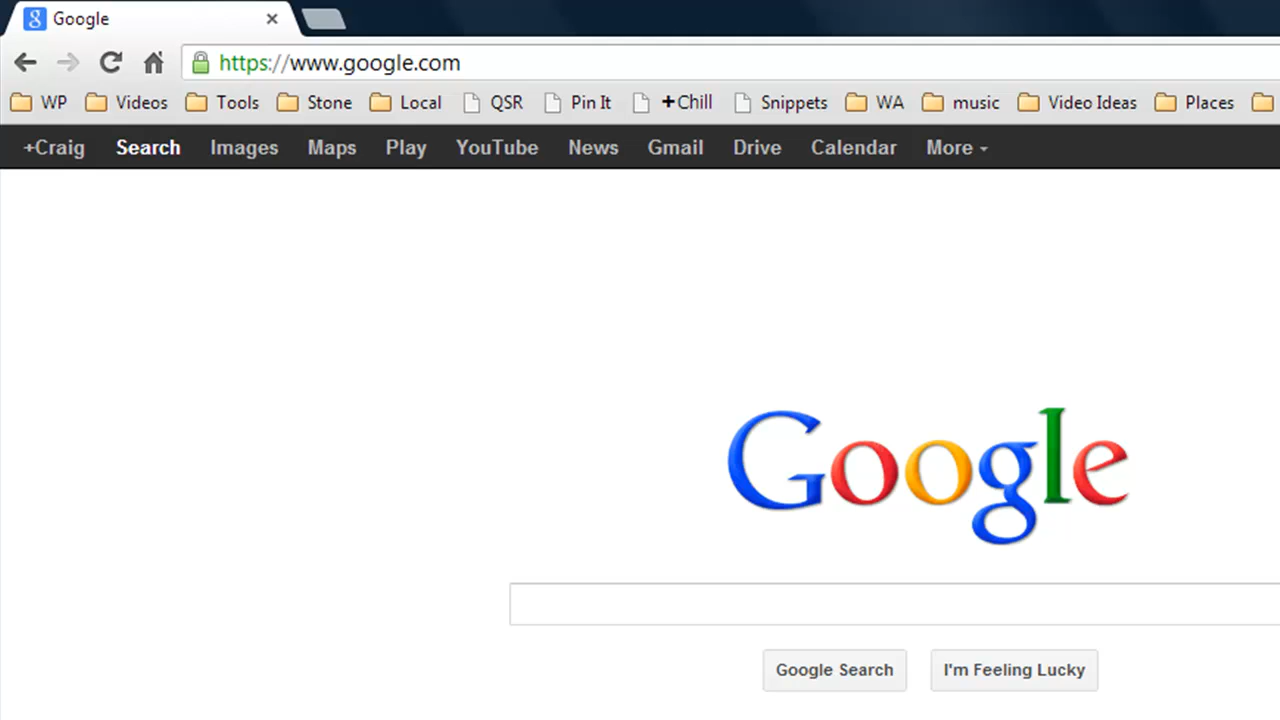 Google
https://www.google.com
WP Videos Tools Stone Local QSR Pin It +Chill Snippets WA music Video Ideas Places
+Craig Search Images Maps Play YouTube News Gmail Drive Calendar More
Google
Google Search I'm Feeling Lucky